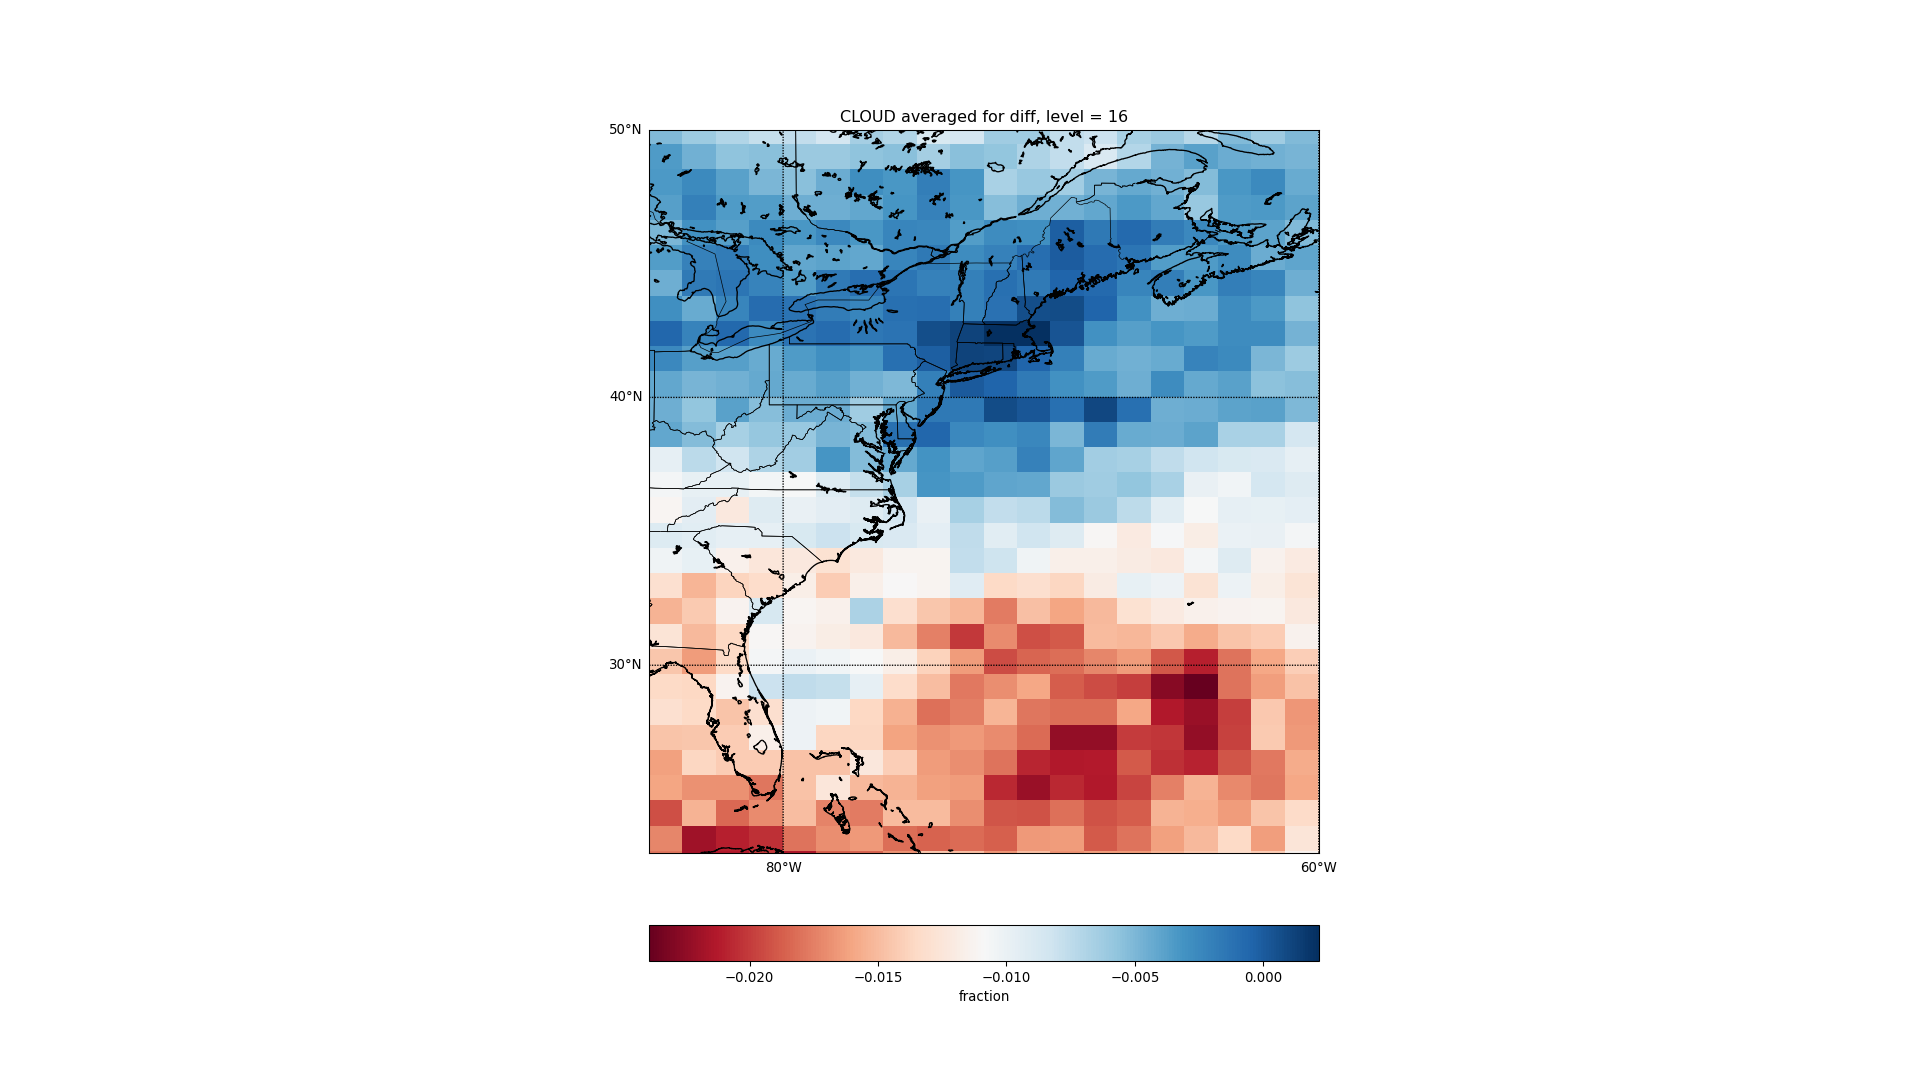 CLOUD averaged for diff, level = 16
50°N
40°N
30°N
80°W
60°W
−0.020
−0.015
−0.010
−0.005
0.000
fraction